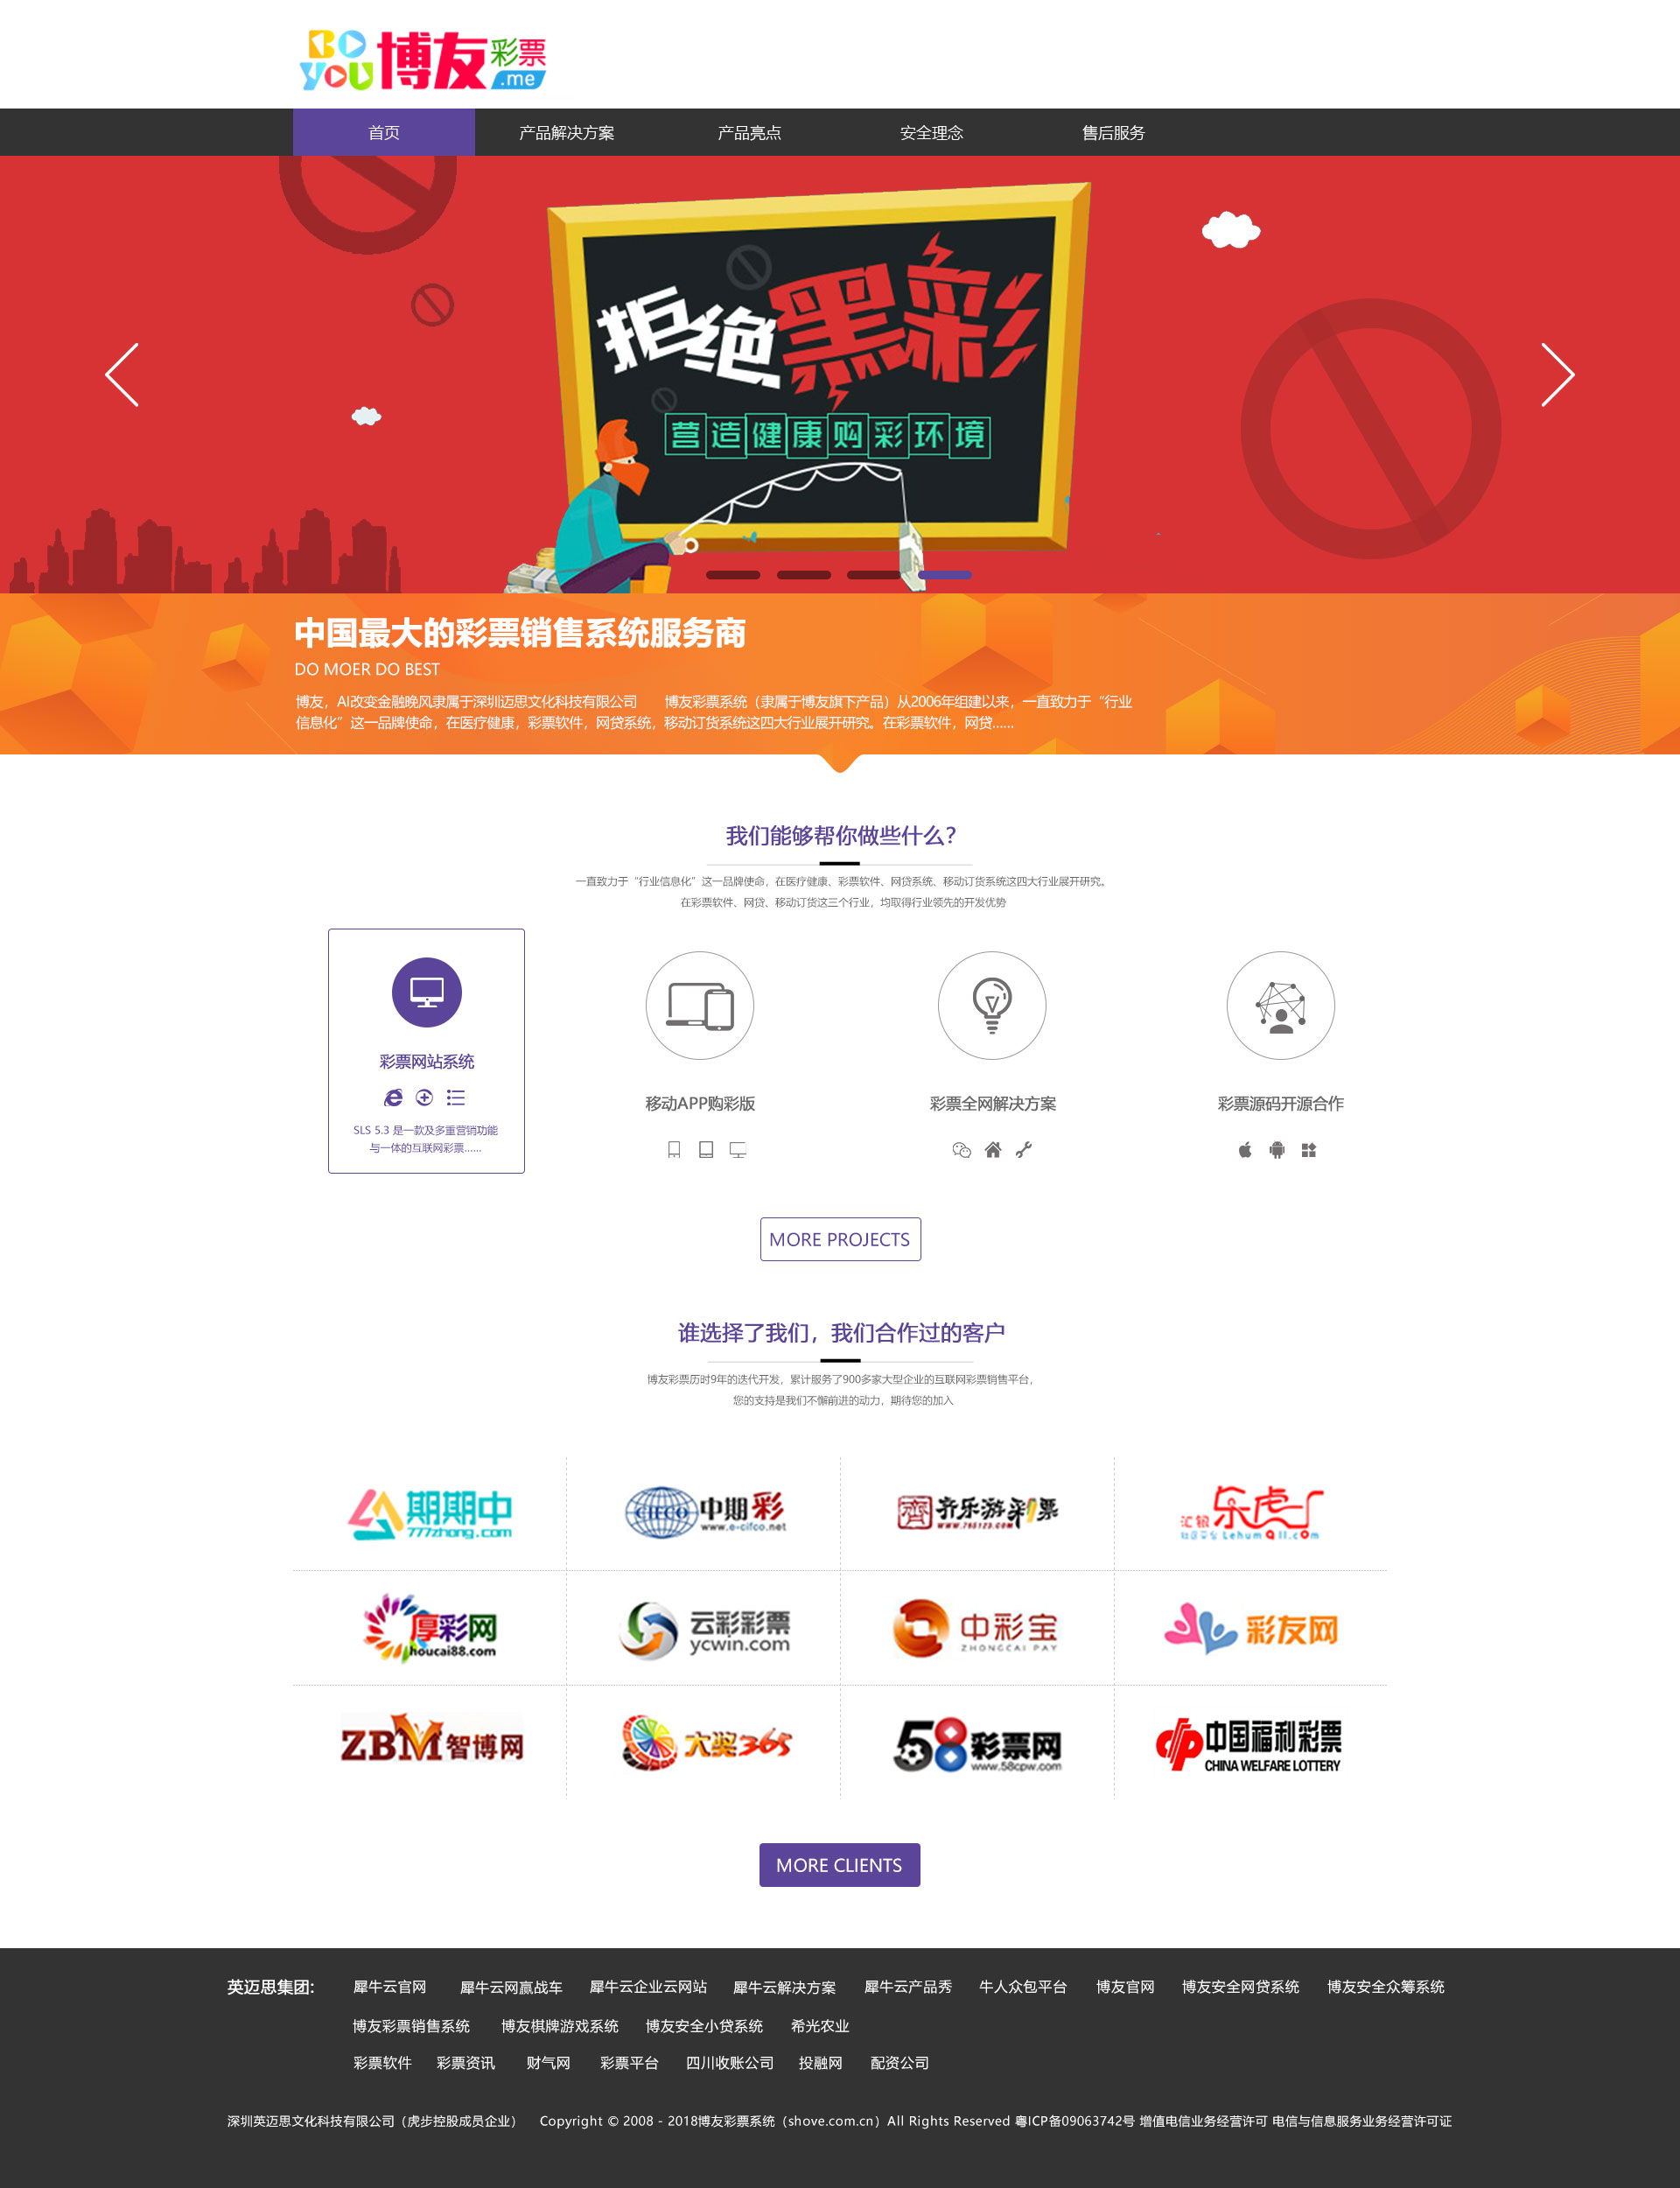 BO YOU 博友彩票 .me
首页 产品解决方案 产品亮点 安全理念 售后服务
拒绝黑彩
营造健康购彩环境
中国最大的彩票销售系统服务商
DO MOER DO BEST
博友，AI改变金融晚风隶属于深圳迈思文化科技有限公司 博友彩票系统（隶属于博友旗下产品）从2006年组建以来，一直致力于“行业
信息化”这一品牌使命，在医疗健康，彩票软件，网贷系统，移动订货系统这四大行业展开研究。在彩票软件，网贷......
我们能够帮你做些什么？
一直致力于“行业信息化”这一品牌使命，在医疗健康、彩票软件、网贷系统、移动订货系统这四大行业展开研究。
在彩票软件、网贷、移动订货这三个行业，均取得行业领先的开发优势
彩票网站系统
SLS 5.3 是一款及多重营销功能
与一体的互联网彩票......
移动APP购彩版 彩票全网解决方案 彩票源码开源合作
MORE PROJECTS
谁选择了我们，我们合作过的客户
博友彩票历时9年的迭代开发，累计服务了900多家大型企业的互联网彩票销售平台，
您的支持是我们不懈前进的动力，期待您的加入
期期中
777zhong.com
CIFCO 中期彩
www.e-cifco.net
齐乐游彩票
www.765123.com
汇银 乐虎
Lehumall.com
厚彩网
houcai88.com
云彩彩票
ycwin.com
中彩宝
ZHONGCAI PAY
彩友网
ZBM智博网
大奖365
58彩票网
www.58cpw.com
中国福利彩票
CHINA WELFARE LOTTERY
MORE CLIENTS
英迈思集团: 犀牛云官网 犀牛云网赢战车 犀牛云企业云网站 犀牛云解决方案 犀牛云产品秀 牛人众包平台 博友官网 博友安全网贷系统 博友安全众筹系统
博友彩票销售系统 博友棋牌游戏系统 博友安全小贷系统 希光农业
彩票软件 彩票资讯 财气网 彩票平台 四川收账公司 投融网 配资公司
深圳英迈思文化科技有限公司（虎步控股成员企业） Copyright © 2008 - 2018博友彩票系统（shove.com.cn）All Rights Reserved 粤ICP备09063742号 增值电信业务经营许可 电信与信息服务业务经营许可证